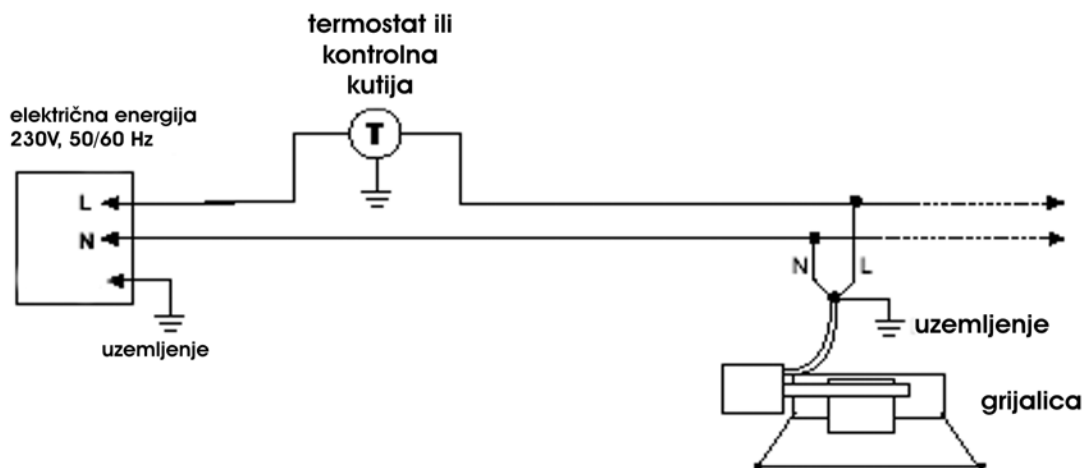 termostat ili
kontrolna
kutija
električna energija
230V, 50/60 Hz
T
L
N
N L
uzemljenje
uzemljenje
grijalica